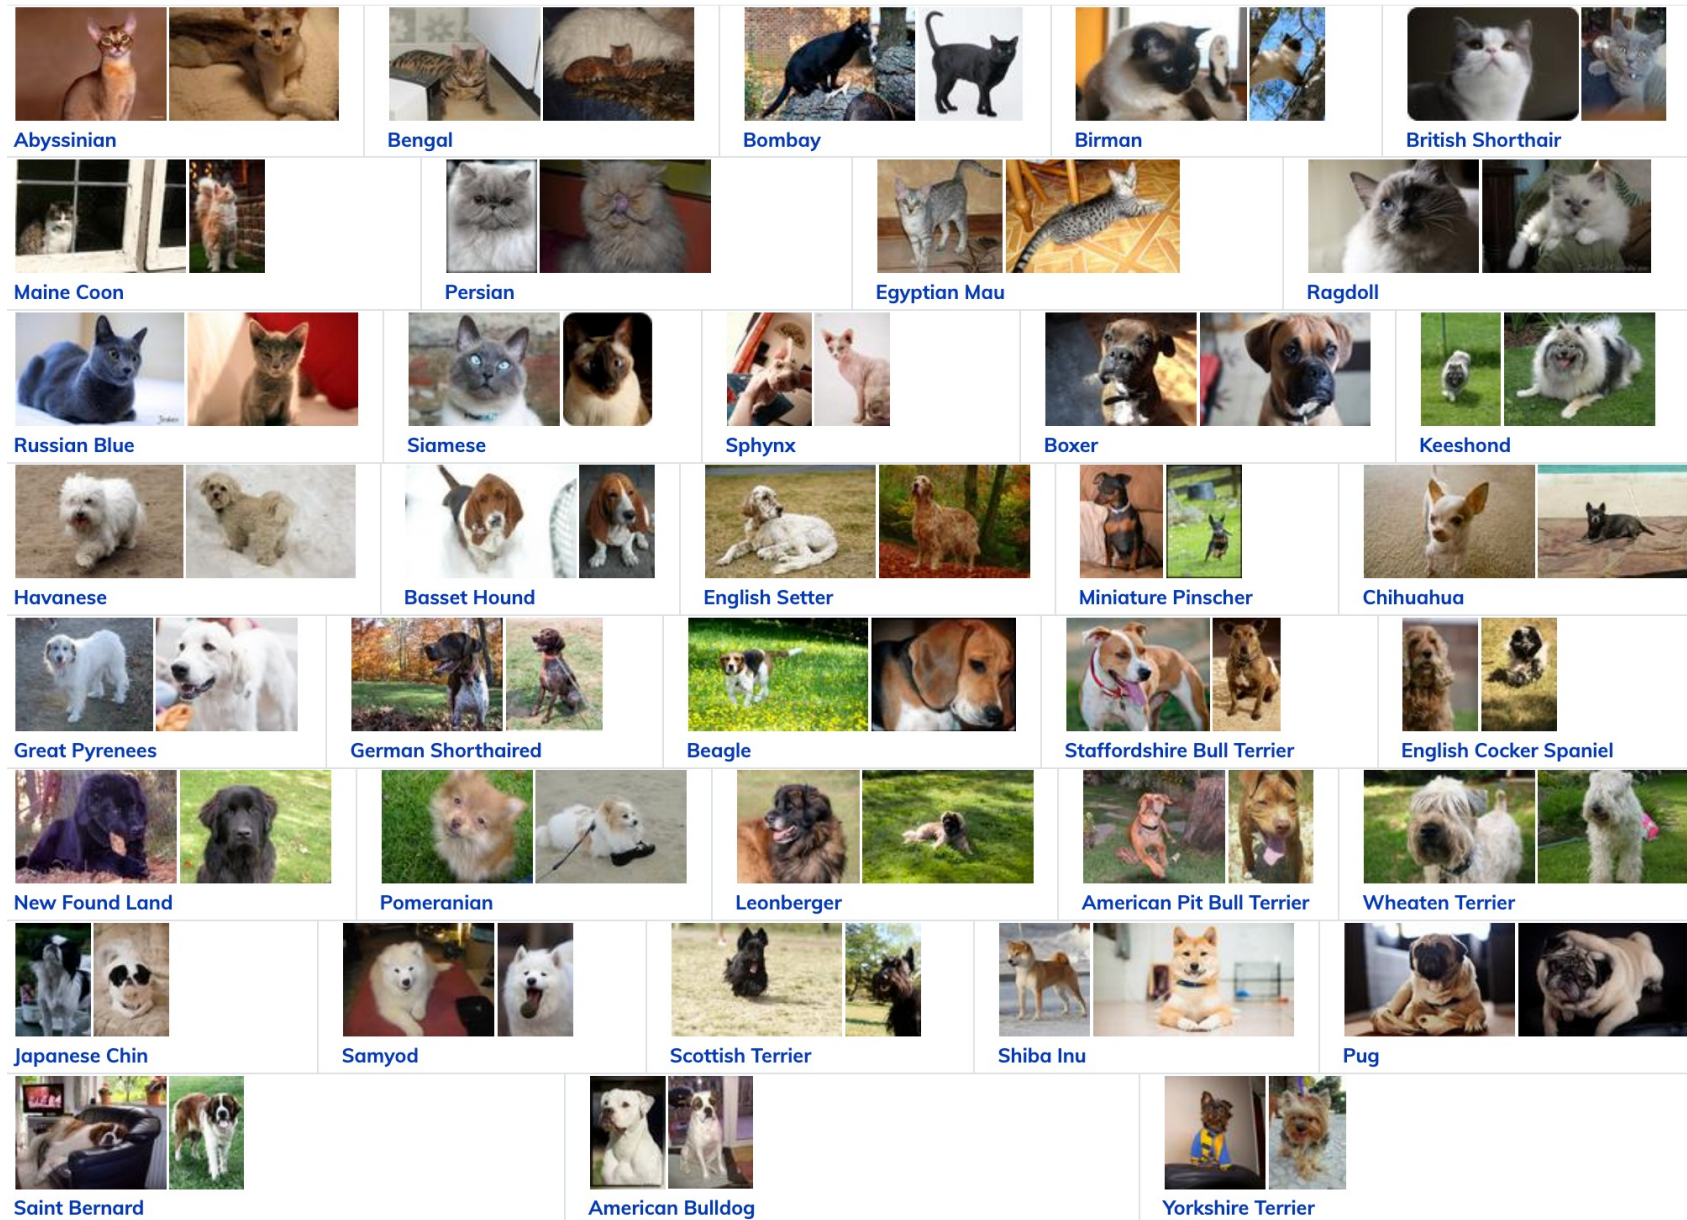 Abyssinian
Bengal
Bombay
Birman
British Shorthair
Maine Coon
Persian
Egyptian Mau
Ragdoll
Russian Blue
Siamese
Sphynx
Boxer
Keeshond
Havanese
Basset Hound
English Setter
Miniature Pinscher
Chihuahua
Great Pyrenees
German Shorthaired
Beagle
Staffordshire Bull Terrier
English Cocker Spaniel
New Found Land
Pomeranian
Leonberger
American Pit Bull Terrier
Wheaten Terrier
Japanese Chin
Samyod
Scottish Terrier
Shiba Inu
Pug
Saint Bernard
American Bulldog
Yorkshire Terrier